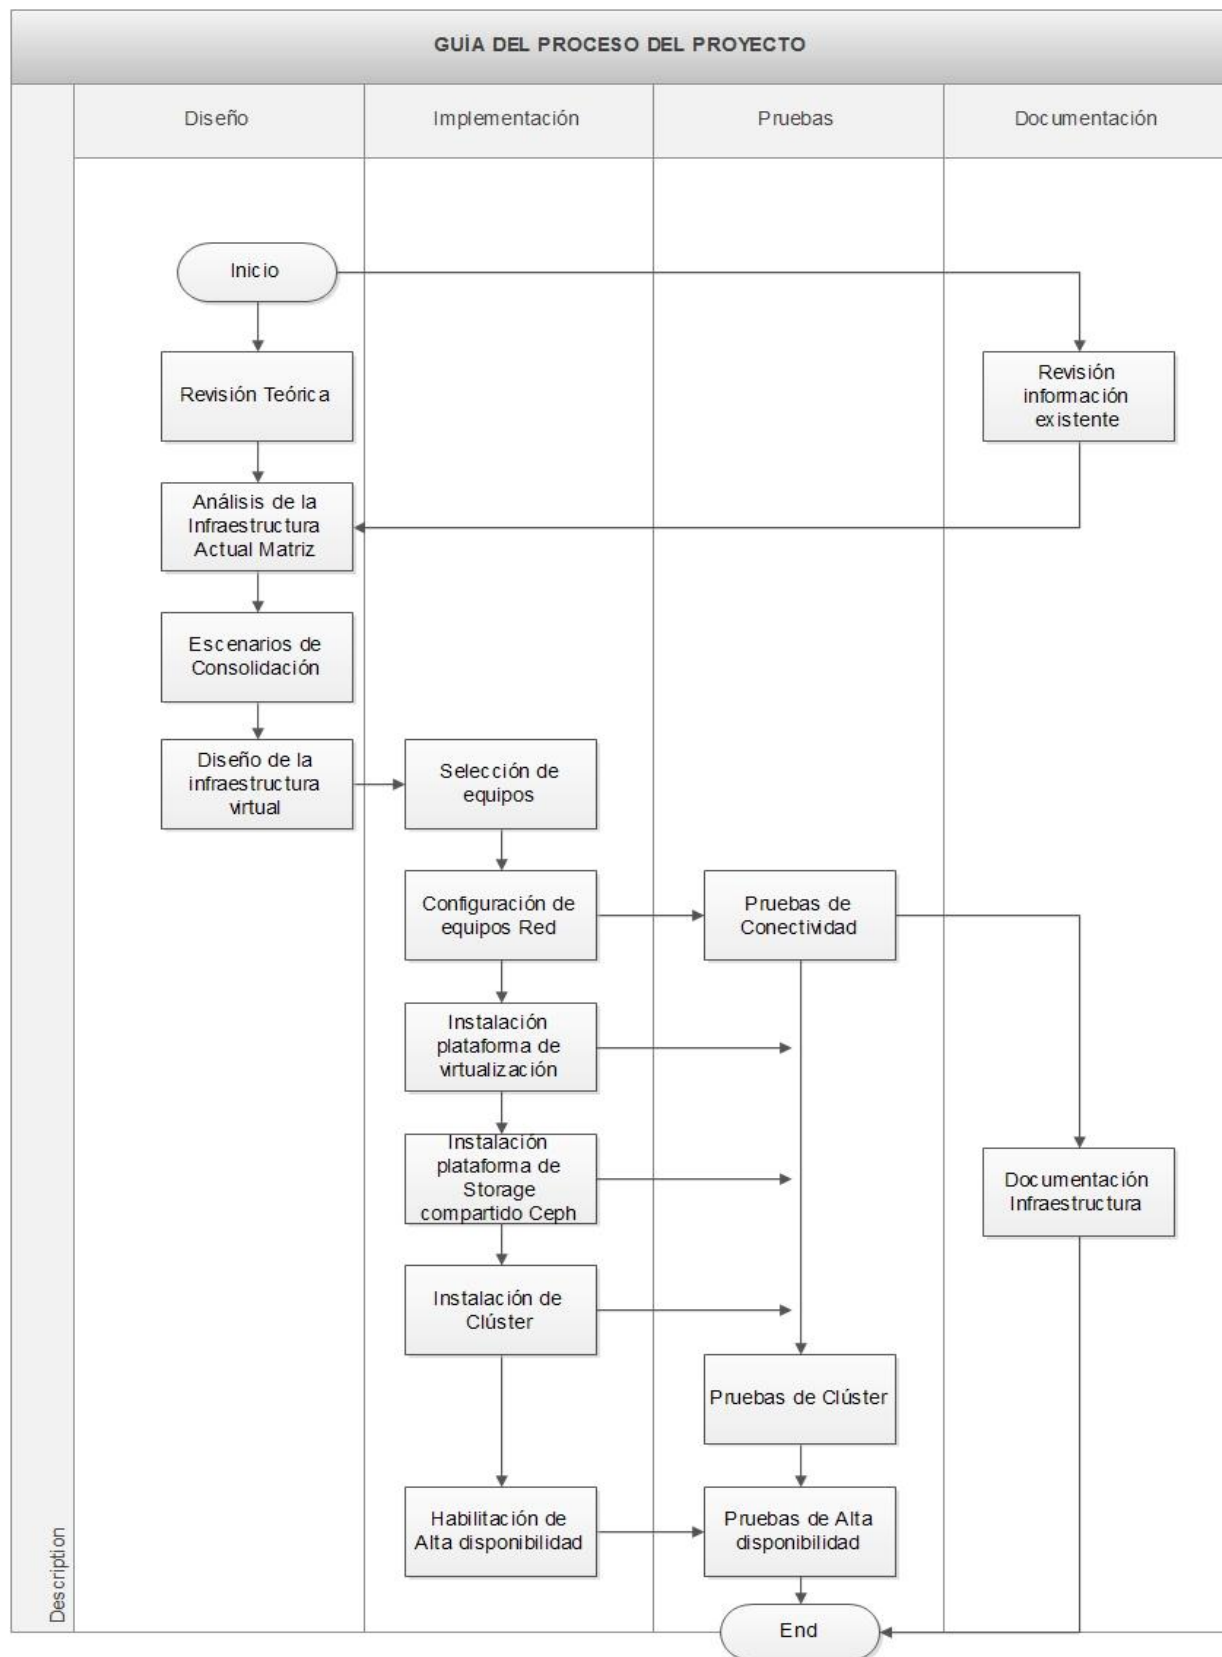 GUÍA DEL PROCESO DEL PROYECTO
Diseño
Implementación
Pruebas
Documentación
Inicio
Revisión Teórica
Revisión
información
existente
Análisis de la
Infraestructura
Actual Matriz
Escenarios de
Consolidación
Diseño de la
infraestructura
virtual
Selección de
equipos
Configuración de
equipos Red
Pruebas de
Conectividad
Instalación
plataforma de
virtualización
Instalación
plataforma de
Storage
compartido Ceph
Documentación
Infraestructura
Instalación de
Clúster
Pruebas de Clúster
Habilitación de
Alta disponibilidad
Pruebas de Alta
disponibilidad
End
Description